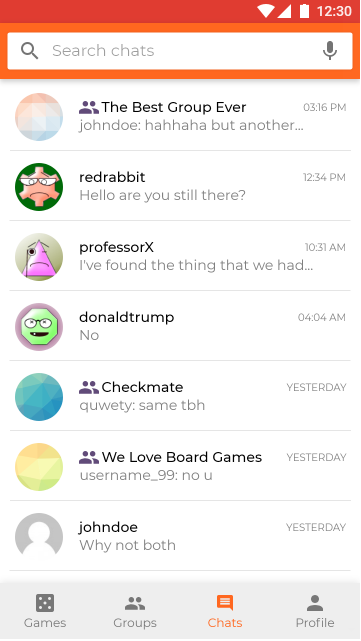 12:30
Search chats
The Best Group Ever 03:16 PM
johndoe: hahhaha but another...
redrabbit 12:34 PM
Hello are you still there?
professorX 10:31 AM
I've found the thing that we had...
donaldtrump 04:04 AM
No
Checkmate YESTERDAY
quwety: same tbh
We Love Board Games YESTERDAY
username_99: no u
johndoe YESTERDAY
Why not both
Games Groups Chats Profile